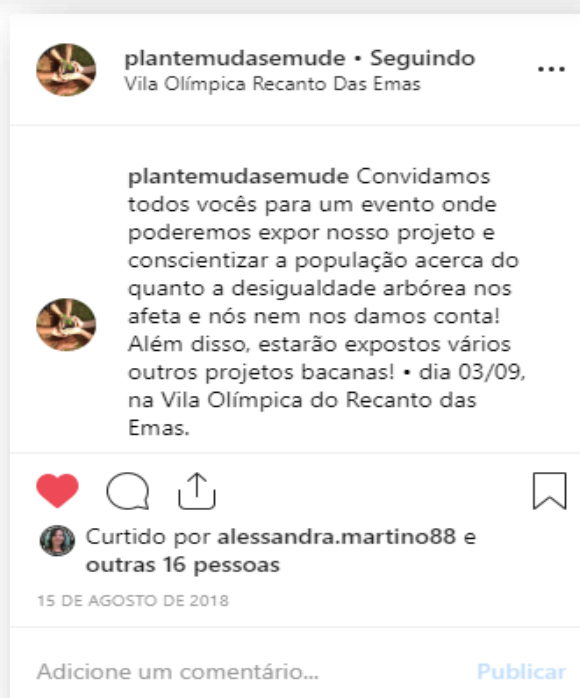 plantemudasemude • Seguindo
Vila Olímpica Recanto Das Emas
...
plantemudasemude Convidamos
todos vocês para um evento onde
poderemos expor nosso projeto e
conscientizar a população acerca do
quanto a desigualdade arbórea nos
afeta e nós nem nos damos conta!
Além disso, estarão expostos vários
outros projetos bacanas! • dia 03/09,
na Vila Olímpica do Recanto das
Emas.
Curtido por alessandra.martino88 e
outras 16 pessoas
15 DE AGOSTO DE 2018
Adicione um comentário... Publicar